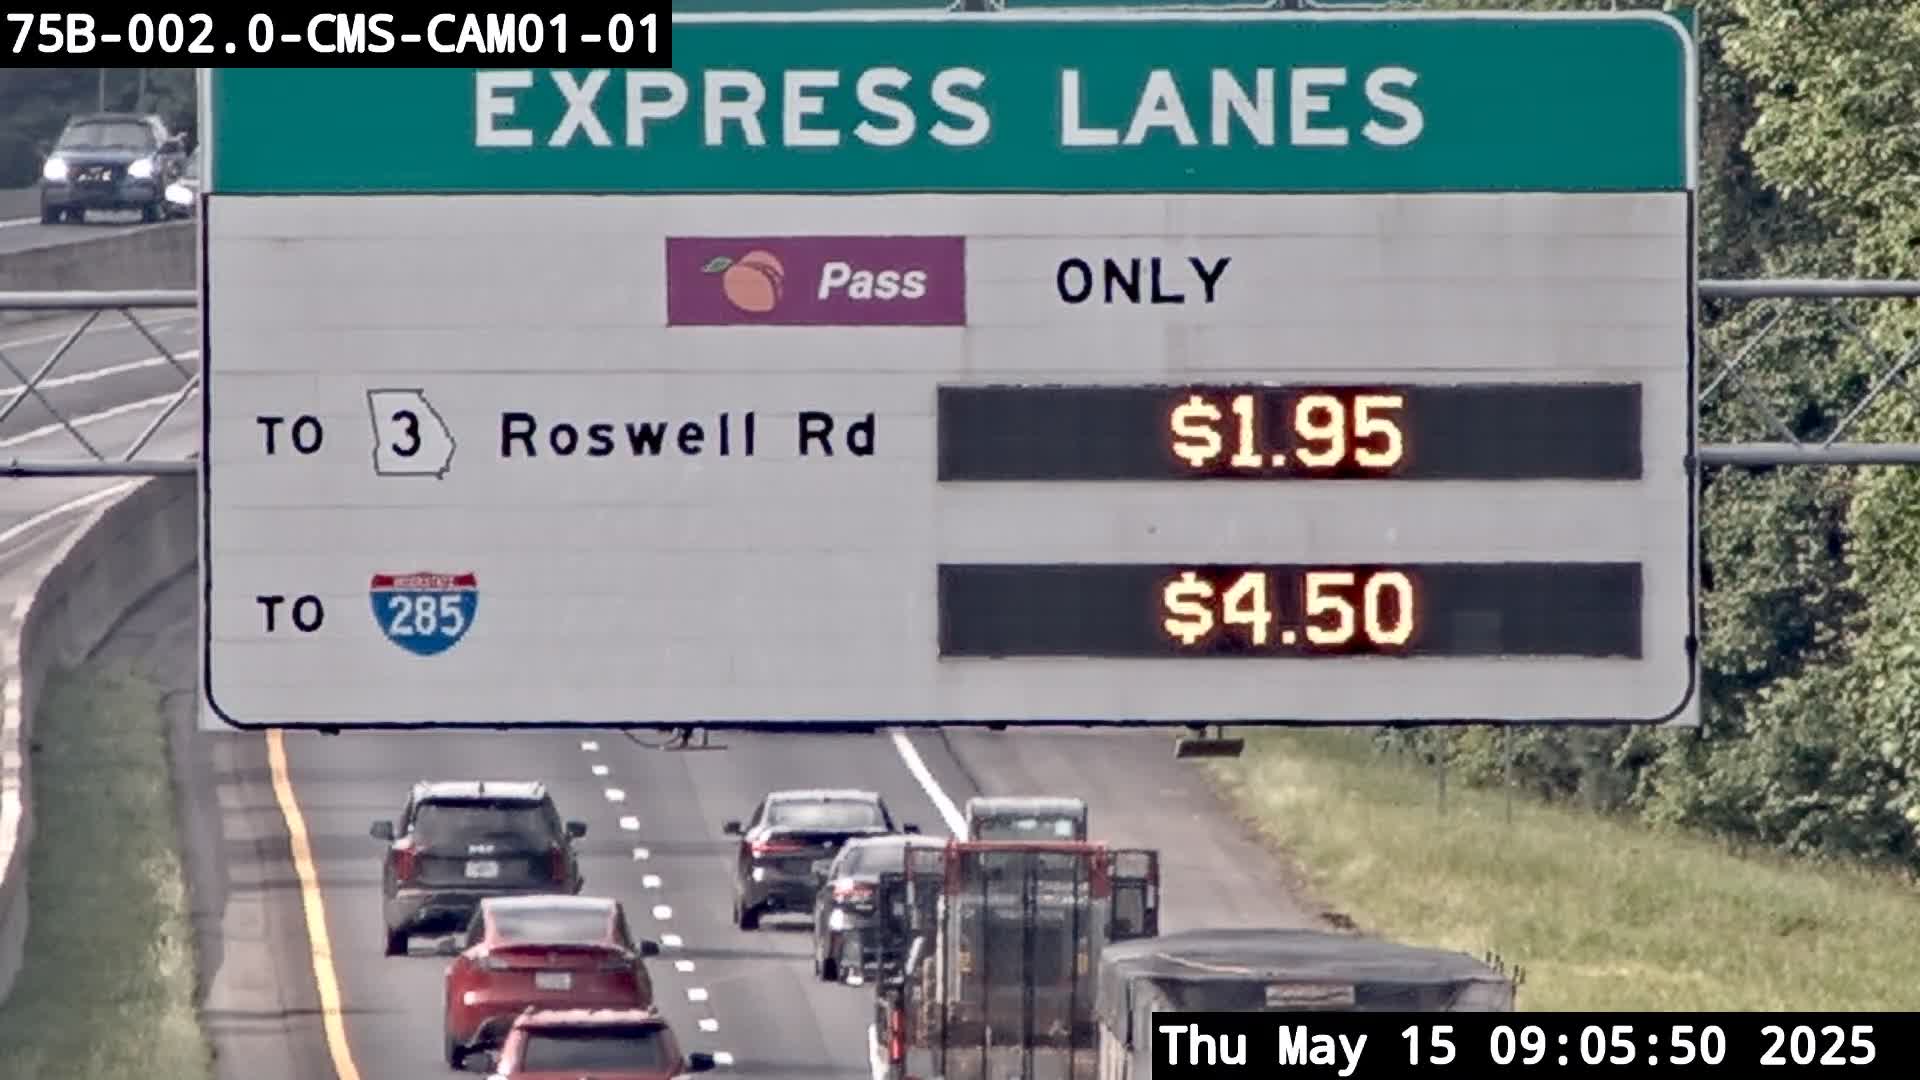 75B-002.0-CMS-CAM01-01
EXPRESS LANES
Pass ONLY
TO 3 Roswell Rd $1.95
INTERSTATE
TO 285 $4.50
Thu May 15 09:05:50 2025